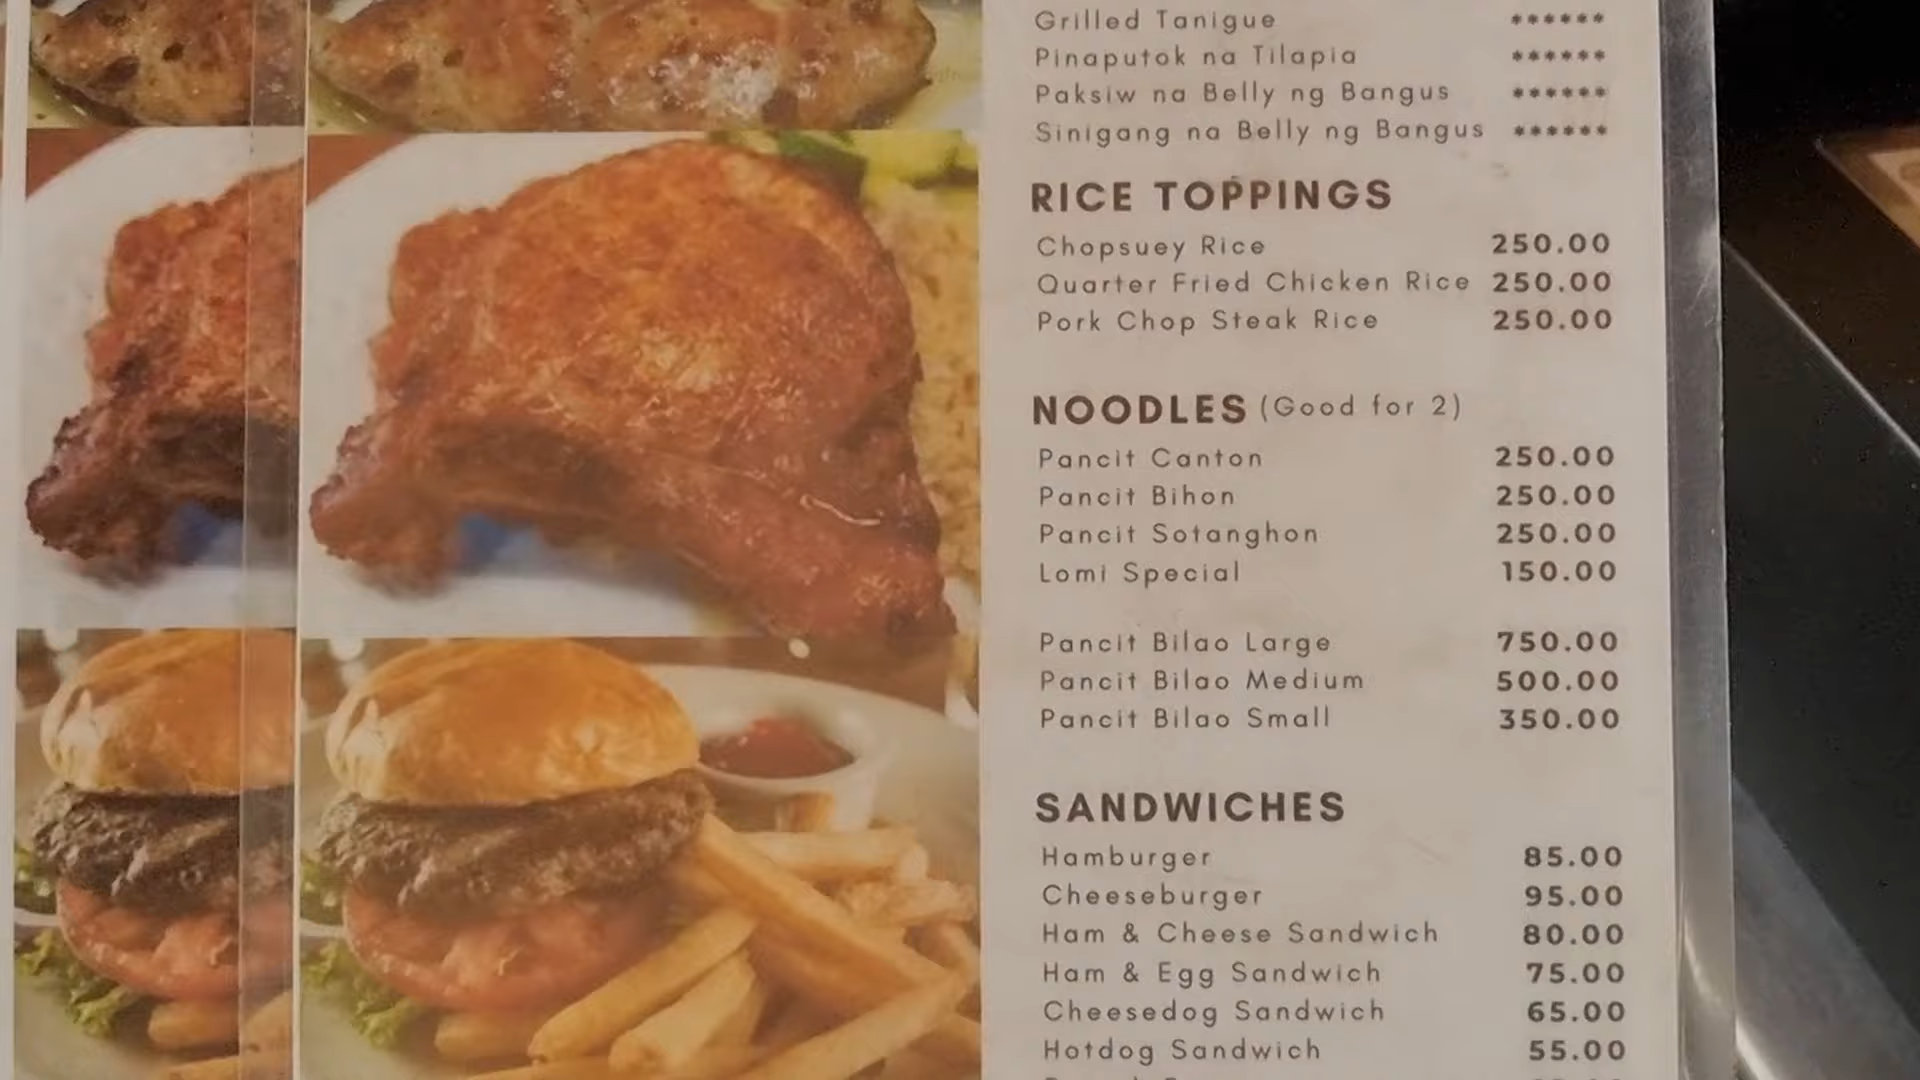 Grilled Tanigue ******
Pinaputok na Tilapia ******
Paksiw na Belly ng Bangus ******
Sinigang na Belly ng Bangus ******
RICE TOPPINGS
Chopsuey Rice 250.00
Quarter Fried Chicken Rice 250.00
Pork Chop Steak Rice 250.00
NOODLES (Good for 2)
Pancit Canton 250.00
Pancit Bihon 250.00
Pancit Sotanghon 250.00
Lomi Special 150.00
Pancit Bilao Large 750.00
Pancit Bilao Medium 500.00
Pancit Bilao Small 350.00
SANDWICHES
Hamburger 85.00
Cheeseburger 95.00
Ham & Cheese Sandwich 80.00
Ham & Egg Sandwich 75.00
Cheesedog Sandwich 65.00
Hotdog Sandwich 55.00